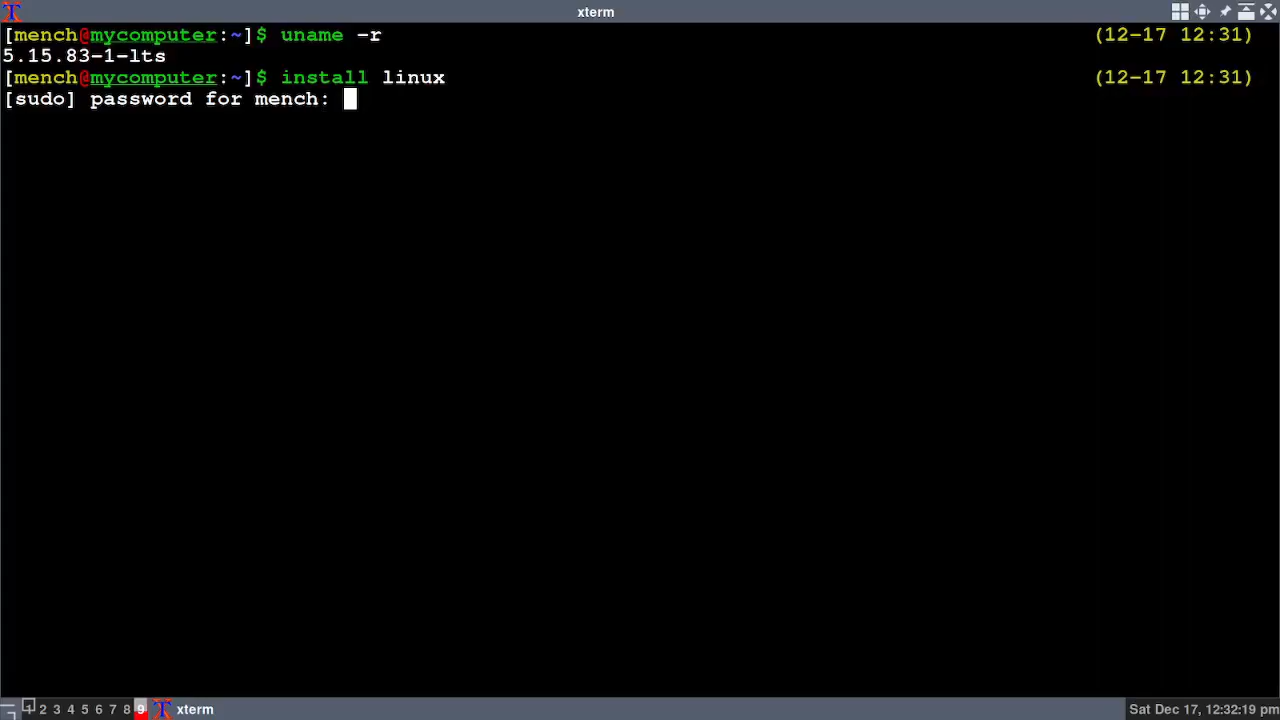 xterm
[mench@mycomputer:~]$ uname -r (12-17 12:31)
5.15.83-1-lts
[mench@mycomputer:~]$ install linux (12-17 12:31)
[sudo] password for mench:
1 2 3 4 5 6 7 8 9 xterm Sat Dec 17, 12:32:19 pm